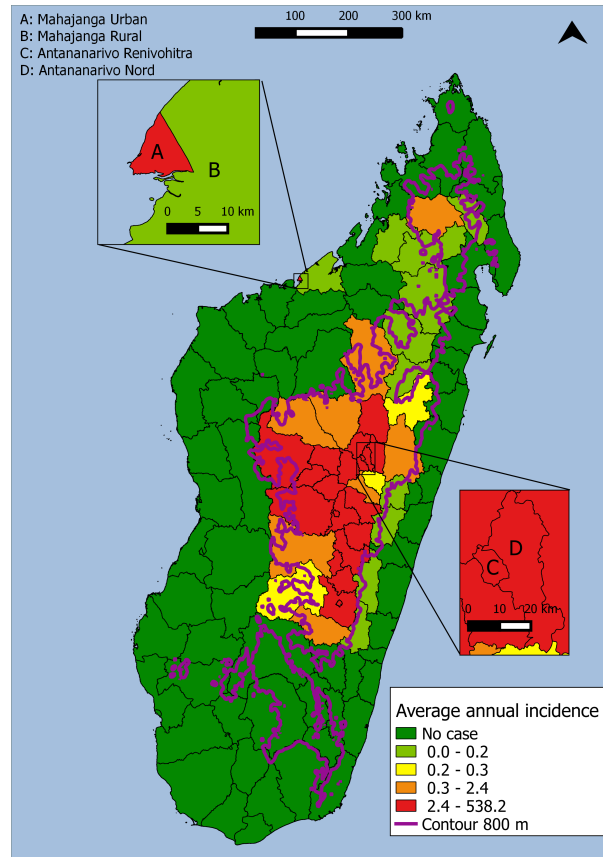 A: Mahajanga Urban
B: Mahajanga Rural
C: Antananarivo Renivohitra
D: Antananarivo Nord
100 200 300 km
A
B
0 5 10 km
D
C
0 10 20 km
Average annual incidence
No case
0.0 - 0.2
0.2 - 0.3
0.3 - 2.4
2.4 - 538.2
Contour 800 m